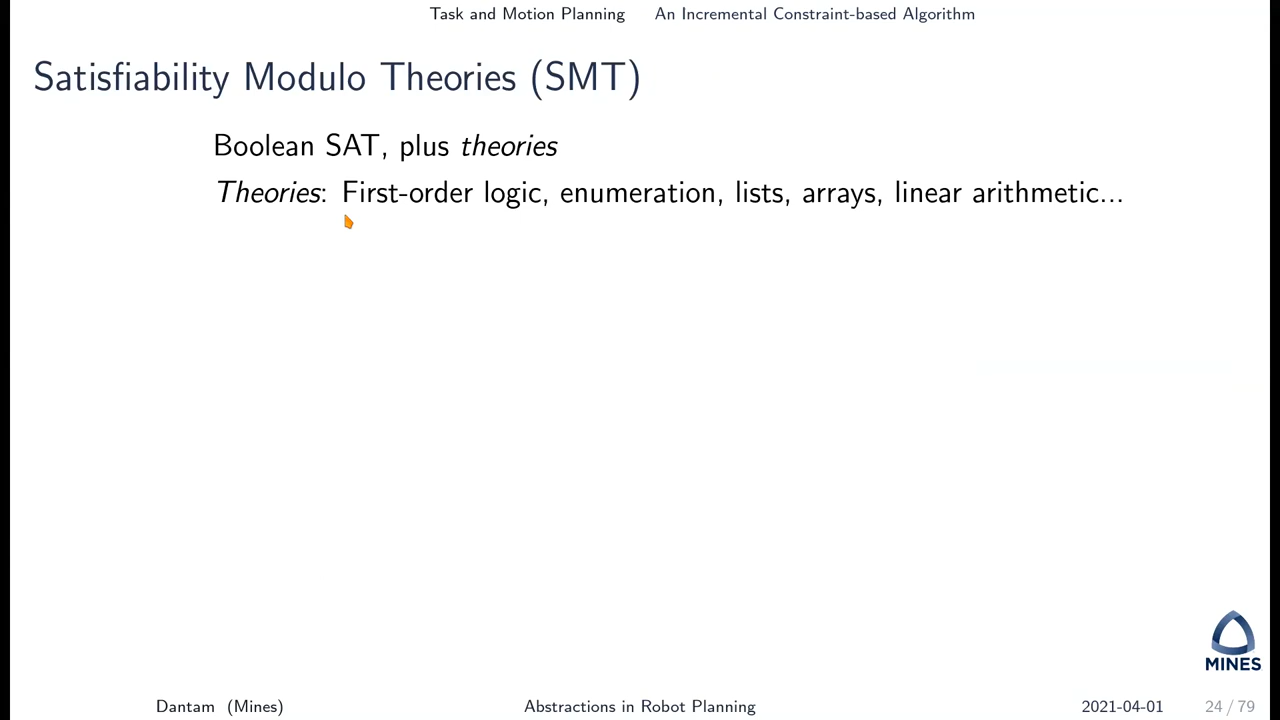 Task and Motion Planning An Incremental Constraint-based Algorithm
Satisfiability Modulo Theories (SMT)
Boolean SAT, plus theories
Theories: First-order logic, enumeration, lists, arrays, linear arithmetic...
MINES
Dantam (Mines) Abstractions in Robot Planning 2021-04-01 24 / 79